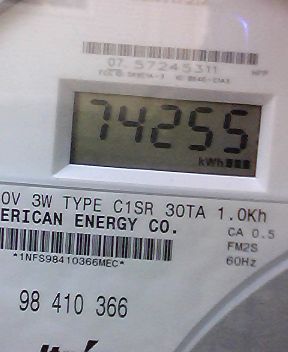 07 57245311
74255
kWh
0V 3W TYPE C1SR 30TA 1.0Kh
ERICAN ENERGY CO.
CA 0.5
FM2S
*1NFS98410366MEC*
60Hz
98 410 366